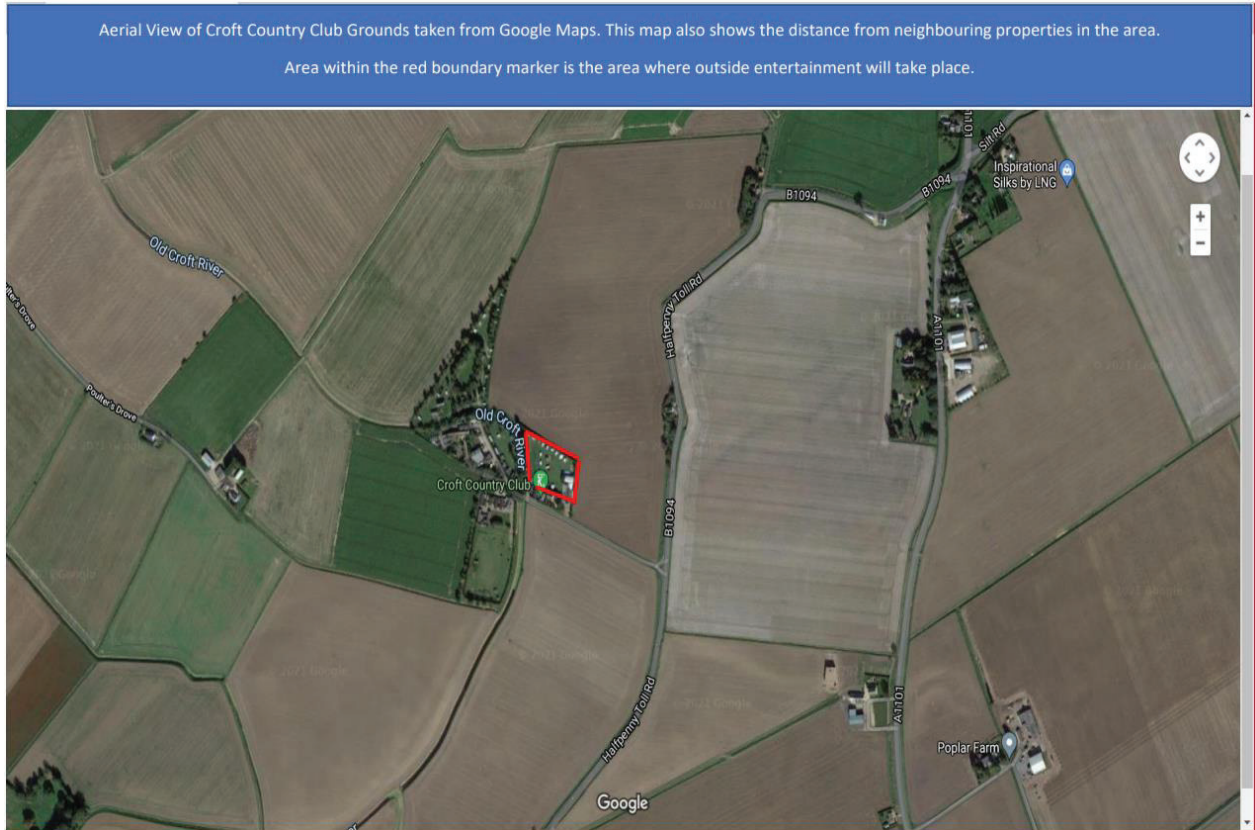 Aerial View of Croft Country Club Grounds taken from Google Maps. This map also shows the distance from neighbouring properties in the area.
Area within the red boundary marker is the area where outside entertainment will take place.
A1101
Silt Rd
Inspirational
Silks by LNG
B1094
B1094
Old Croft River
Halfpenny Toll Rd
A1101
Poulter's Drove
Poulter's Drove
Old Croft River
Croft Country Club
B1094
Halfpenny Toll Rd
A1101
Poplar Farm
Google